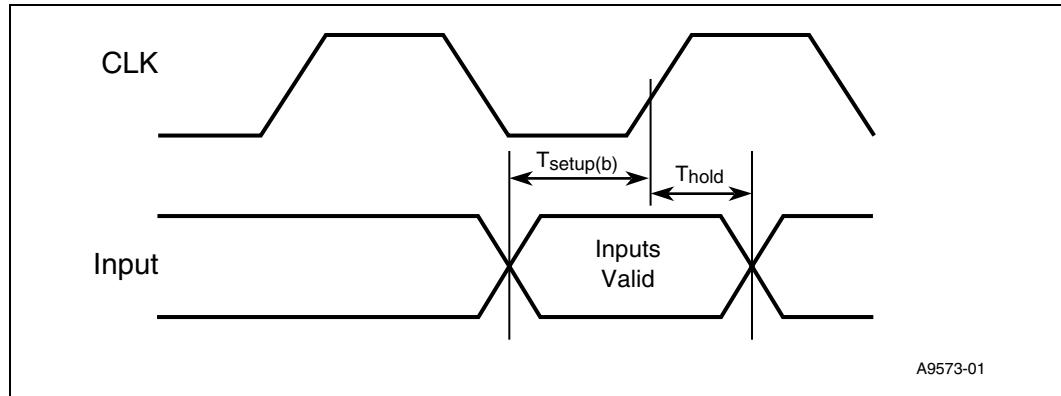 CLK
Tsetup(b)
Thold
Input
Inputs
Valid
A9573-01